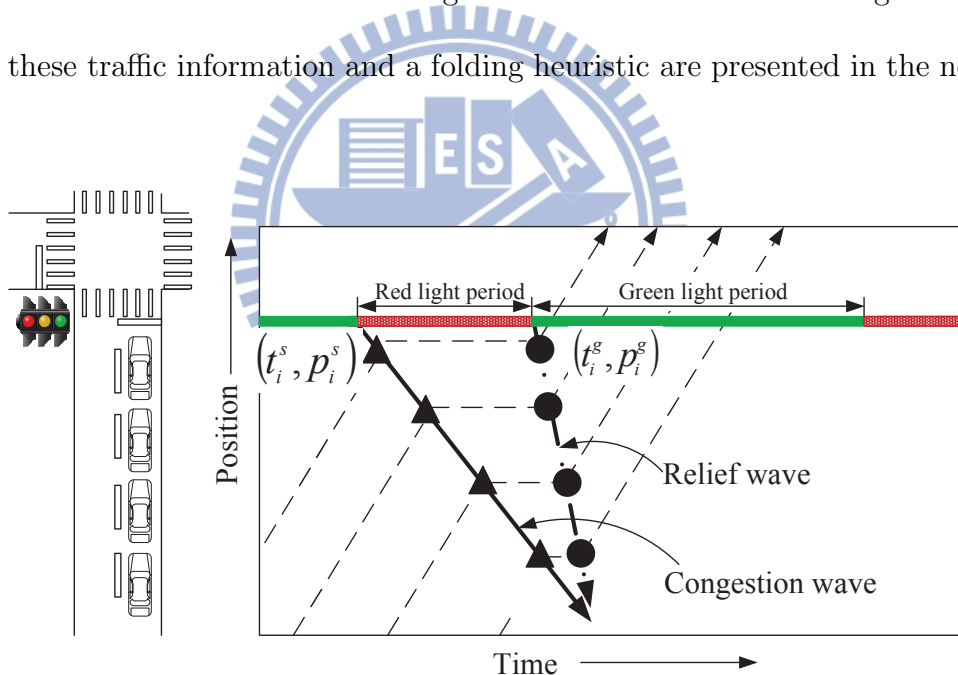 these traffic information and a folding heuristic are presented in the
E S A
Red light period
Green light period
(t_i^s, p_i^s)
(t_i^g, p_i^g)
Position
Relief wave
Congestion wave
Time